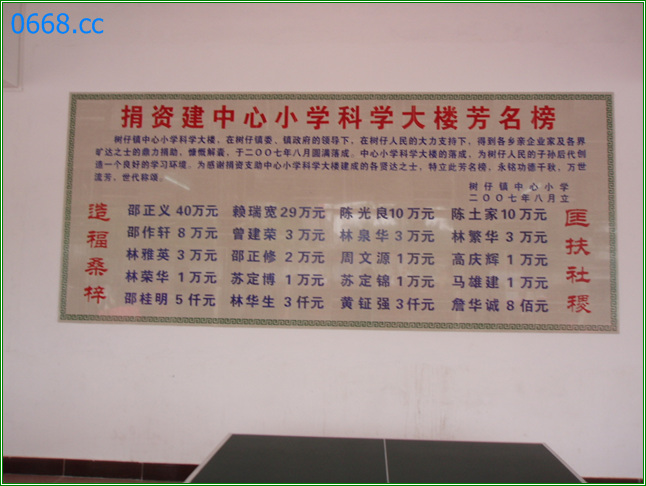 0668.cc
捐资建中心小学科学大楼芳名榜
树仔镇中心小学科学大楼，在树仔镇委、镇政府的领导下，在树仔人民的大力支持下，得到各乡亲企业家及各界
旷达之士的鼎力捐助、慷慨解囊，于二〇〇七年八月圆满落成。中心小学科学大楼的落成，为树仔人民的子孙后代创
造一个良好的学习环境。为感谢捐资支助中心小学科学大楼建成的各贤达之士，特立此芳名榜，永铭功德千秋、万世
流芳、世代称颂。
树仔镇中心小学
二〇〇七年八月立
造福桑梓
邵正义 40万元 赖瑞宽 29万元 陈光良 10万元 陈土家 10万元
邵作轩 8万元 曾建荣 3万元 林泉华 3万元 林繁华 3万元
林雅英 3万元 邵正修 2万元 周文源 1万元 高庆辉 1万元
林荣华 1万元 苏定博 1万元 苏定锦 1万元 马雄建 1万元
邵桂明 5仟元 林华生 3仟元 黄钲强 3仟元 詹华诚 8佰元
匡扶社稷